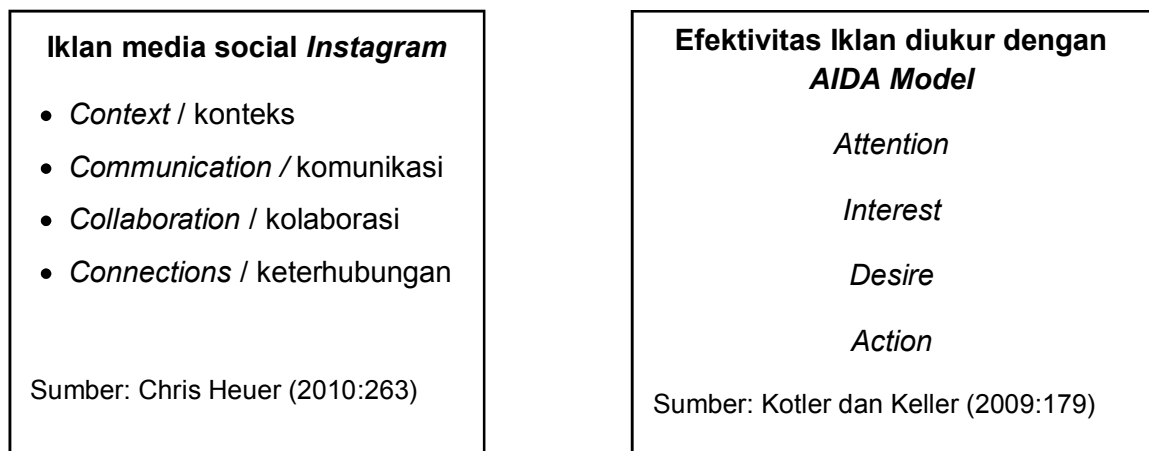 Iklan media social Instagram
• Context / konteks
• Communication / komunikasi
• Collaboration / kolaborasi
• Connections / keterhubungan
Sumber: Chris Heuer (2010:263)
Efektivitas Iklan diukur dengan
AIDA Model
Attention
Interest
Desire
Action
Sumber: Kotler dan Keller (2009:179)